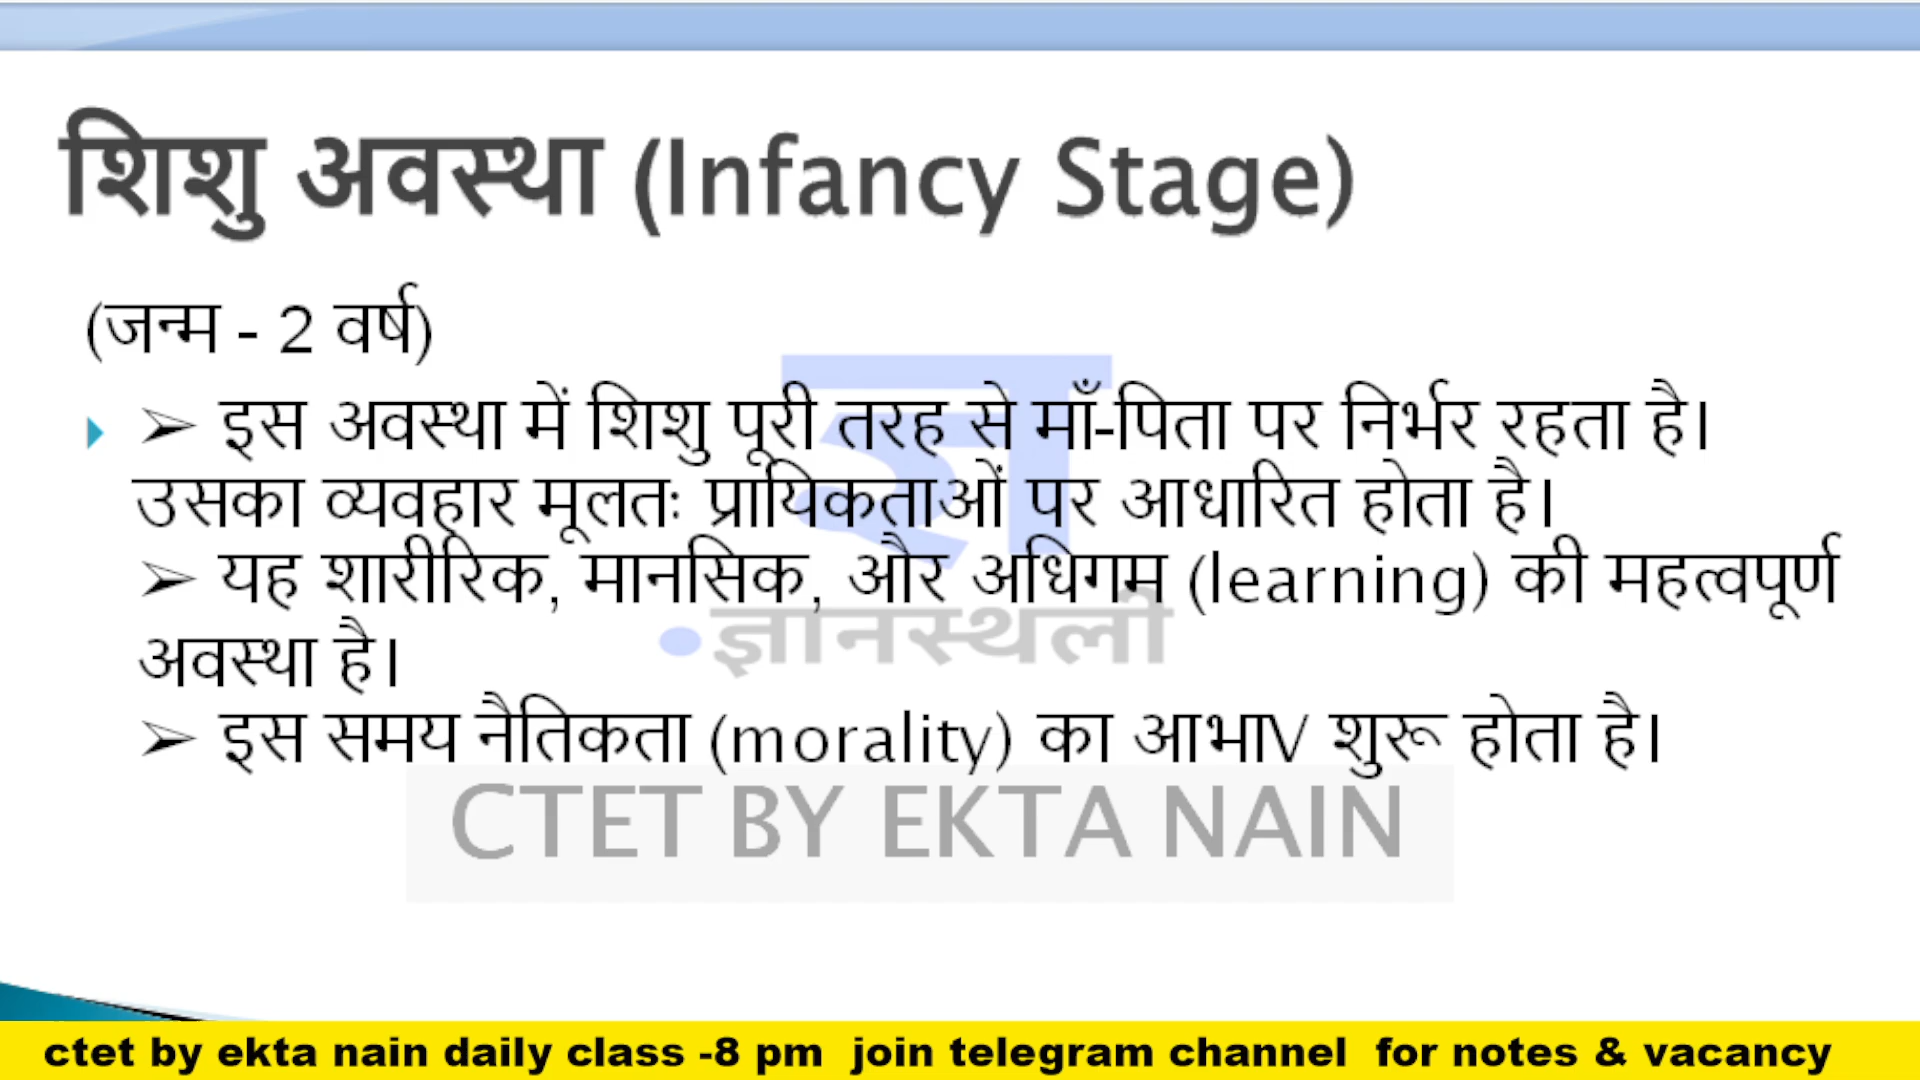 शिशु अवस्था (Infancy Stage)
(जन्म - 2 वर्ष)
➢ इस अवस्था में शिशु पूरी तरह से माँ-पिता पर निर्भर रहता है।
उसका व्यवहार मूलतः प्रायिकताओं पर आधारित होता है।
➢ यह शारीरिक, मानसिक, और अधिगम (learning) की महत्वपूर्ण
अवस्था है।
ज्ञानस्थली
➢ इस समय नैतिकता (morality) का आभाV शुरू होता है।
CTET BY EKTA NAIN
ctet by ekta nain daily class -8 pm join telegram channel for notes & vacancy